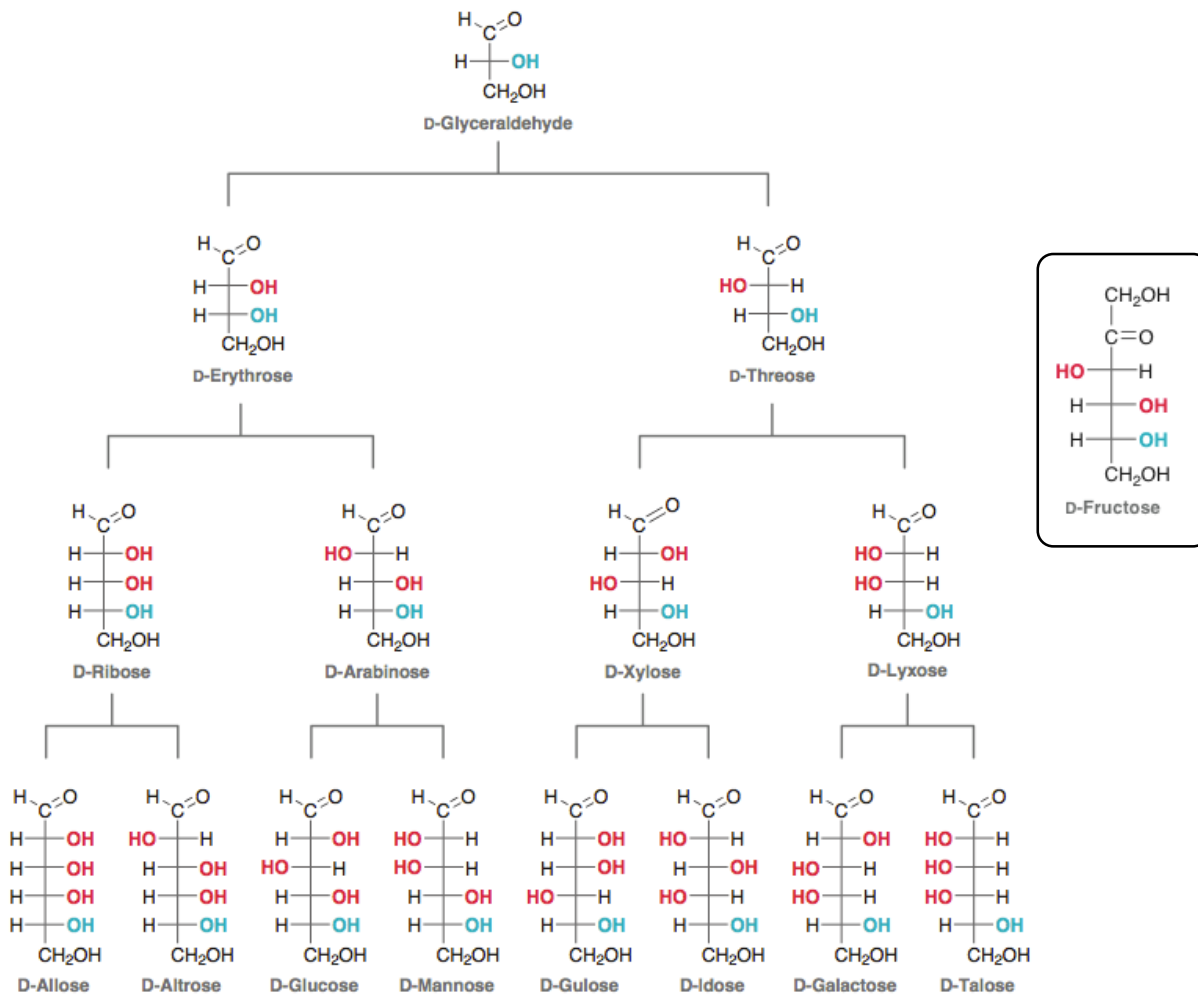 H O
C
H OH
CH₂OH
D-Glyceraldehyde
H O
C
H OH
H OH
CH₂OH
D-Erythrose
H O
C
HO H
H OH
CH₂OH
D-Threose
CH₂OH
C=O
HO H
H OH
H OH
CH₂OH
D-Fructose
H O
C
H OH
H OH
H OH
CH₂OH
D-Ribose
H O
C
HO H
H OH
H OH
CH₂OH
D-Arabinose
H O
C
H OH
HO H
H OH
CH₂OH
D-Xylose
H O
C
HO H
HO H
H OH
CH₂OH
D-Lyxose
H O
C
H OH
H OH
H OH
H OH
CH₂OH
D-Allose
H O
C
HO H
H OH
H OH
H OH
CH₂OH
D-Altrose
H O
C
H OH
HO H
H OH
H OH
CH₂OH
D-Glucose
H O
C
HO H
HO H
H OH
H OH
CH₂OH
D-Mannose
H O
C
H OH
H OH
HO H
H OH
CH₂OH
D-Gulose
H O
C
HO H
H OH
HO H
H OH
CH₂OH
D-Idose
H O
C
H OH
HO H
HO H
H OH
CH₂OH
D-Galactose
H O
C
HO H
HO H
HO H
H OH
CH₂OH
D-Talose